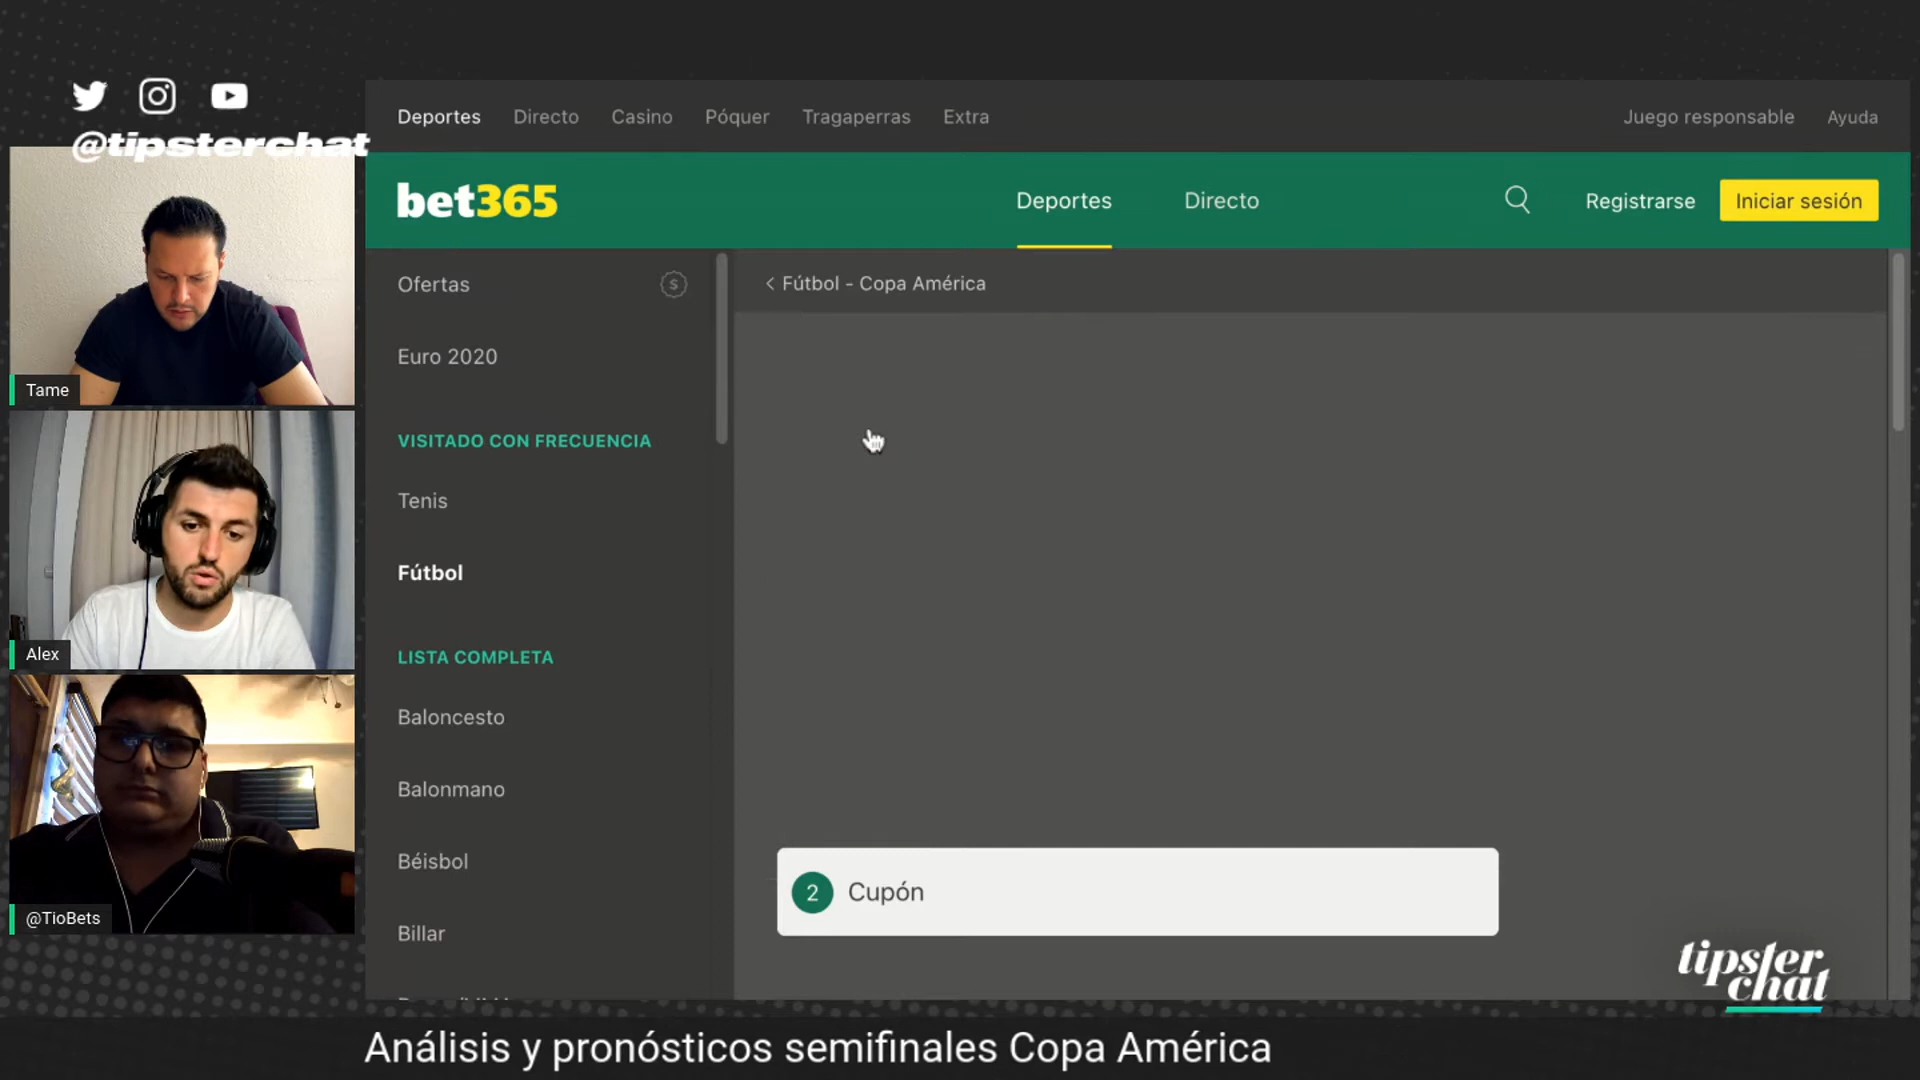 @tipsterchat
Deportes Directo Casino Póquer Tragaperras Extra Juego responsable Ayuda
bet365 Deportes Directo Registrarse Iniciar sesión
Ofertas S
Fútbol - Copa América
Euro 2020
VISITADO CON FRECUENCIA
Tenis
Fútbol
LISTA COMPLETA
Baloncesto
Balonmano
Béisbol
Billar
2 Cupón
Tame
Alex
@TioBets
tipster
chat
Análisis y pronósticos semifinales Copa América